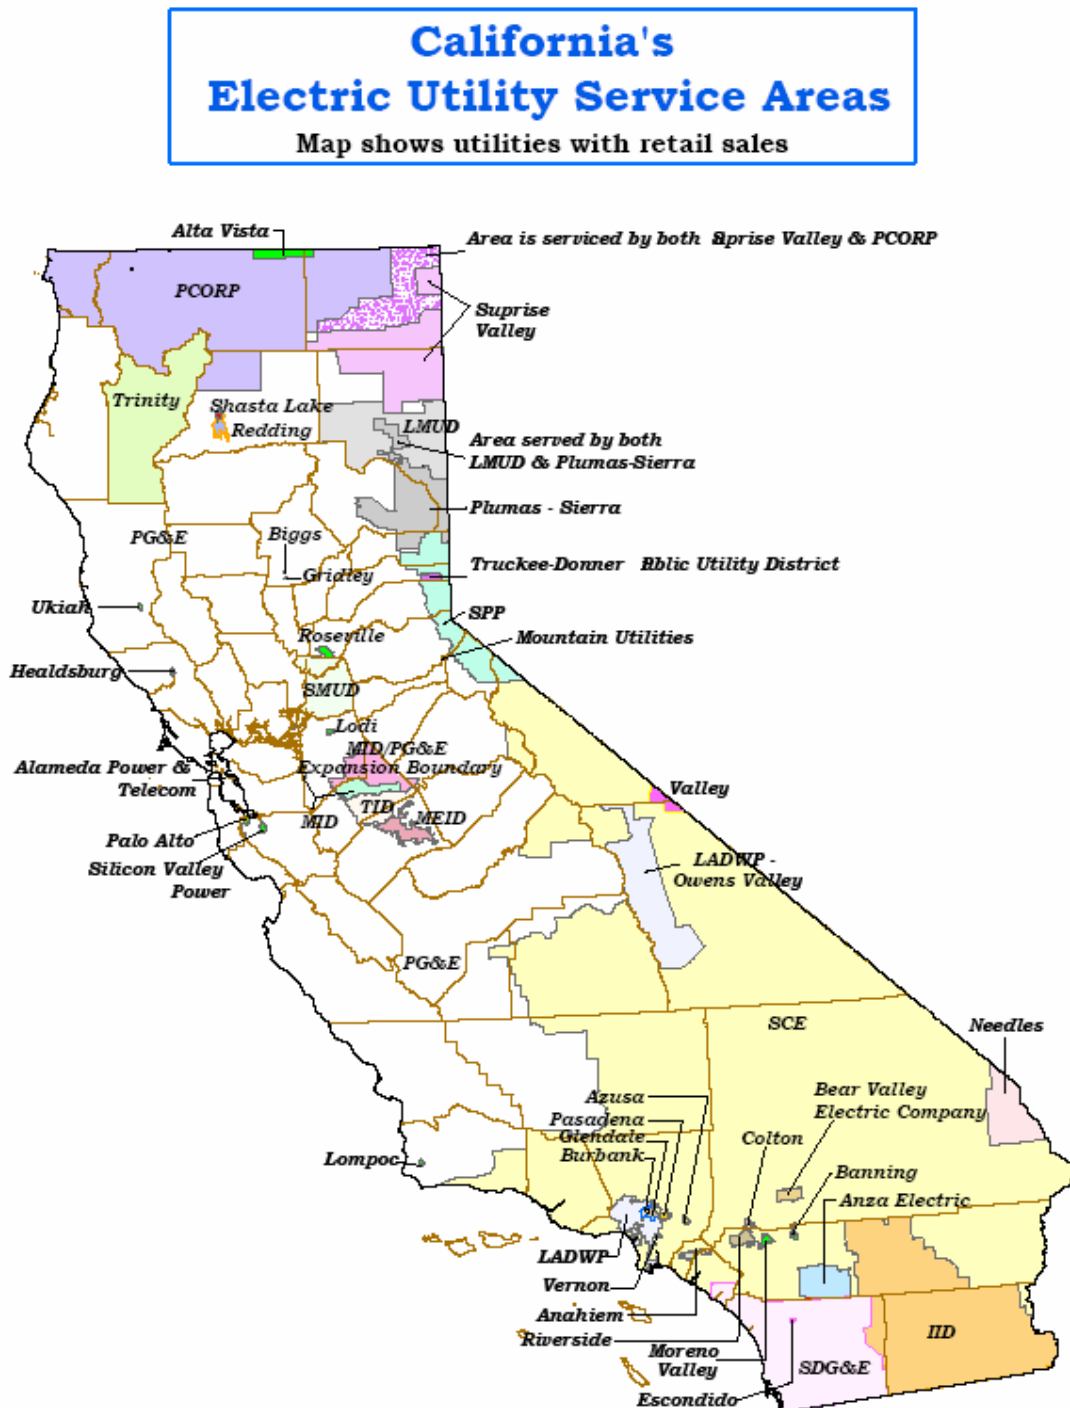 California's
Electric Utility Service Areas
Map shows utilities with retail sales
Alta Vista
Area is serviced by both Suprise Valley & PCORP
PCORP
Suprise
Valley
Trinity
Shasta Lake
Redding
LMUD
Area served by both
LMUD & Plumas-Sierra
Plumas - Sierra
PG&E
Biggs
Gridley
Truckee-Donner Public Utility District
Ukiah
SPP
Roseville
Mountain Utilities
Healdsburg
SMUD
Lodi
MID/PG&E
Expansion Boundary
Alameda Power &
Telecom
Valley
TID
MID
MEID
Palo Alto
Silicon Valley
Power
LADWP -
Owens Valley
PG&E
SCE
Needles
Azusa
Bear Valley
Electric Company
Pasadena
Glendale
Burbank
Colton
Lompoc
Banning
Anza Electric
LADWP
Vernon
Anahiem
Riverside
Moreno
Valley
IID
SDG&E
Escondido